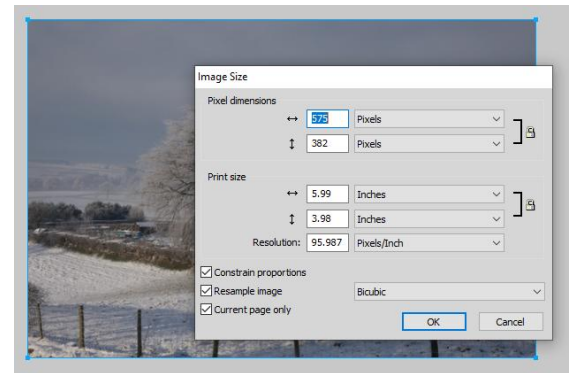 Image Size
Pixel dimensions
575 Pixels
382 Pixels
Print size
5.99 Inches
3.98 Inches
Resolution: 95.987 Pixels/Inch
Constrain proportions
Resample image Bicubic
Current page only
OK Cancel